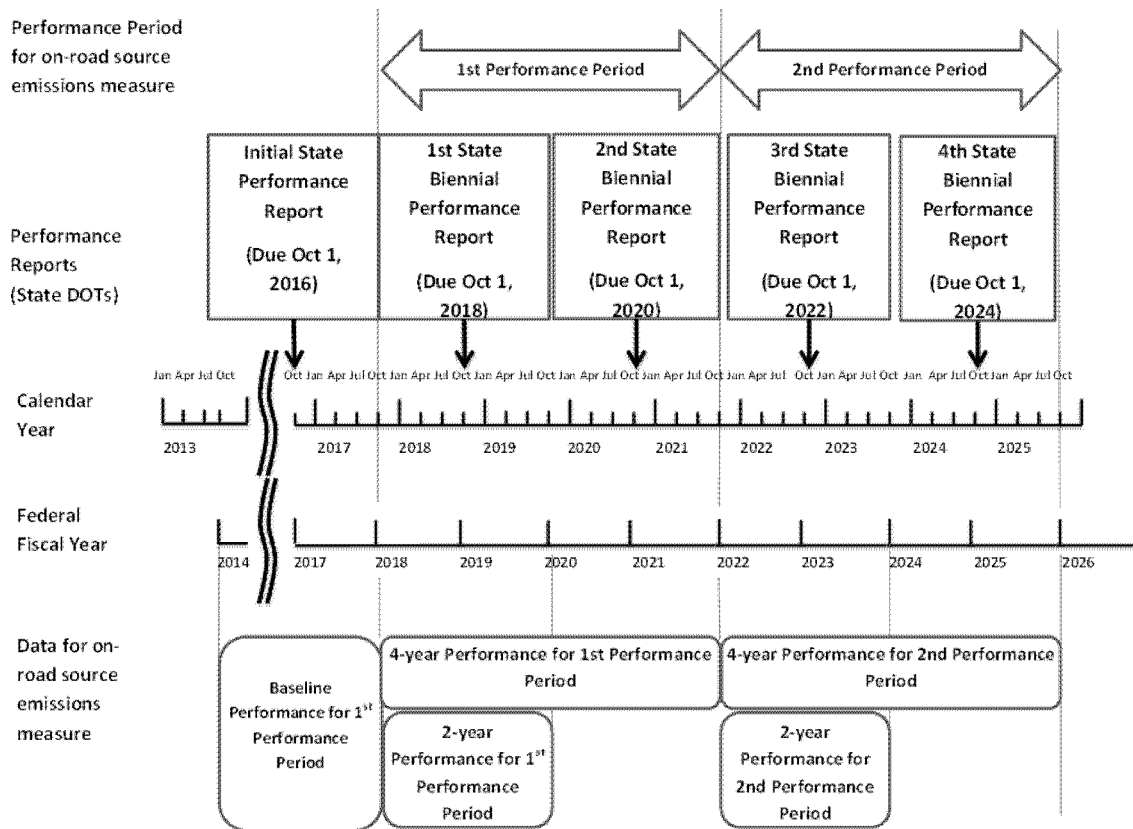 Performance Period
for on-road source
emissions measure
1st Performance Period
2nd Performance Period
Performance
Reports
(State DOTs)
Initial State
Performance
Report
(Due Oct 1,
2016)
1st State
Biennial
Performance
Report
(Due Oct 1,
2018)
2nd State
Biennial
Performance
Report
(Due Oct 1,
2020)
3rd State
Biennial
Performance
Report
(Due Oct 1,
2022)
4th State
Biennial
Performance
Report
(Due Oct 1,
2024)
Jan Apr Jul Oct Oct Jan Apr Jul Oct Jan Apr Jul Oct Jan Apr Jul Oct Jan Apr Jul Oct Jan Apr Jul Oct Jan Apr Jul Oct Jan Apr Jul Oct Jan Apr Jul Oct Jan Apr Jul Oct
Calendar
Year
2013 2017 2018 2019 2020 2021 2022 2023 2024 2025
Federal
Fiscal Year
2014 2017 2018 2019 2020 2021 2022 2023 2024 2025 2026
Data for on-
road source
emissions
measure
Baseline
Performance for 1st
Performance
Period
4-year Performance for 1st Performance
Period
2-year
Performance for 1st
Performance
Period
4-year Performance for 2nd Performance
Period
2-year
Performance for
2nd Performance
Period